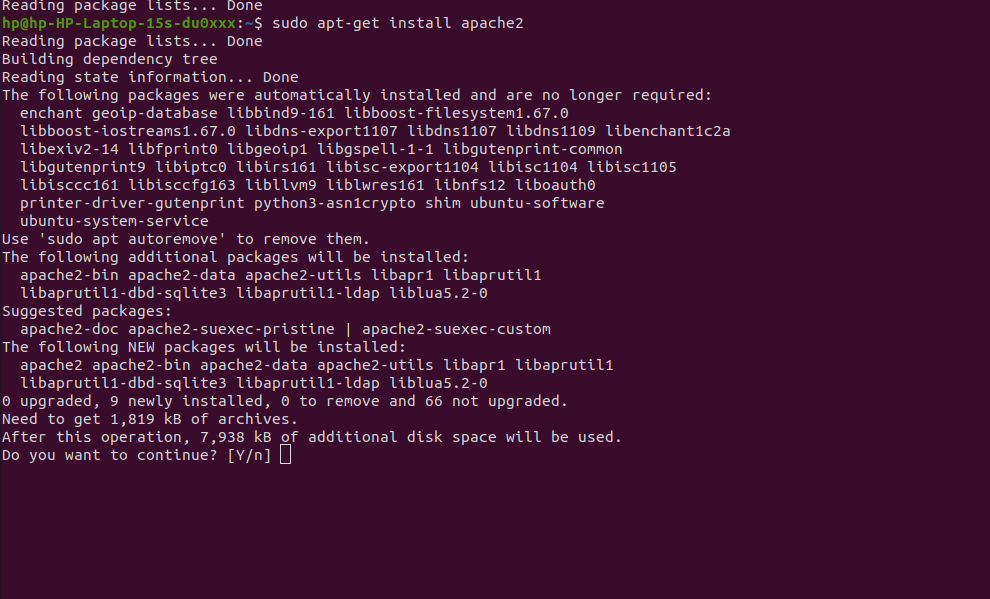 Reading package lists... Done
hp@hp-HP-Laptop-15s-du0xxx:~$ sudo apt-get install apache2
Reading package lists... Done
Building dependency tree
Reading state information... Done
The following packages were automatically installed and are no longer required:
  enchant geoip-database libbind9-161 libboost-filesystem1.67.0
  libboost-iostreams1.67.0 libdns-export1107 libdns1107 libdns1109 libenchant1c2a
  libexiv2-14 libfprint0 libgeoip1 libgspell-1-1 libgutenprint-common
  libgutenprint9 libiptc0 libirs161 libisc-export1104 libisc1104 libisc1105
  libisccc161 libisccfg163 libllvm9 liblwres161 libnfs12 liboauth0
  printer-driver-gutenprint python3-asn1crypto shim ubuntu-software
  ubuntu-system-service
Use 'sudo apt autoremove' to remove them.
The following additional packages will be installed:
  apache2-bin apache2-data apache2-utils libapr1 libaprutil1
  libaprutil1-dbd-sqlite3 libaprutil1-ldap liblua5.2-0
Suggested packages:
  apache2-doc apache2-suexec-pristine | apache2-suexec-custom
The following NEW packages will be installed:
  apache2 apache2-bin apache2-data apache2-utils libapr1 libaprutil1
  libaprutil1-dbd-sqlite3 libaprutil1-ldap liblua5.2-0
0 upgraded, 9 newly installed, 0 to remove and 66 not upgraded.
Need to get 1,819 kB of archives.
After this operation, 7,938 kB of additional disk space will be used.
Do you want to continue? [Y/n]